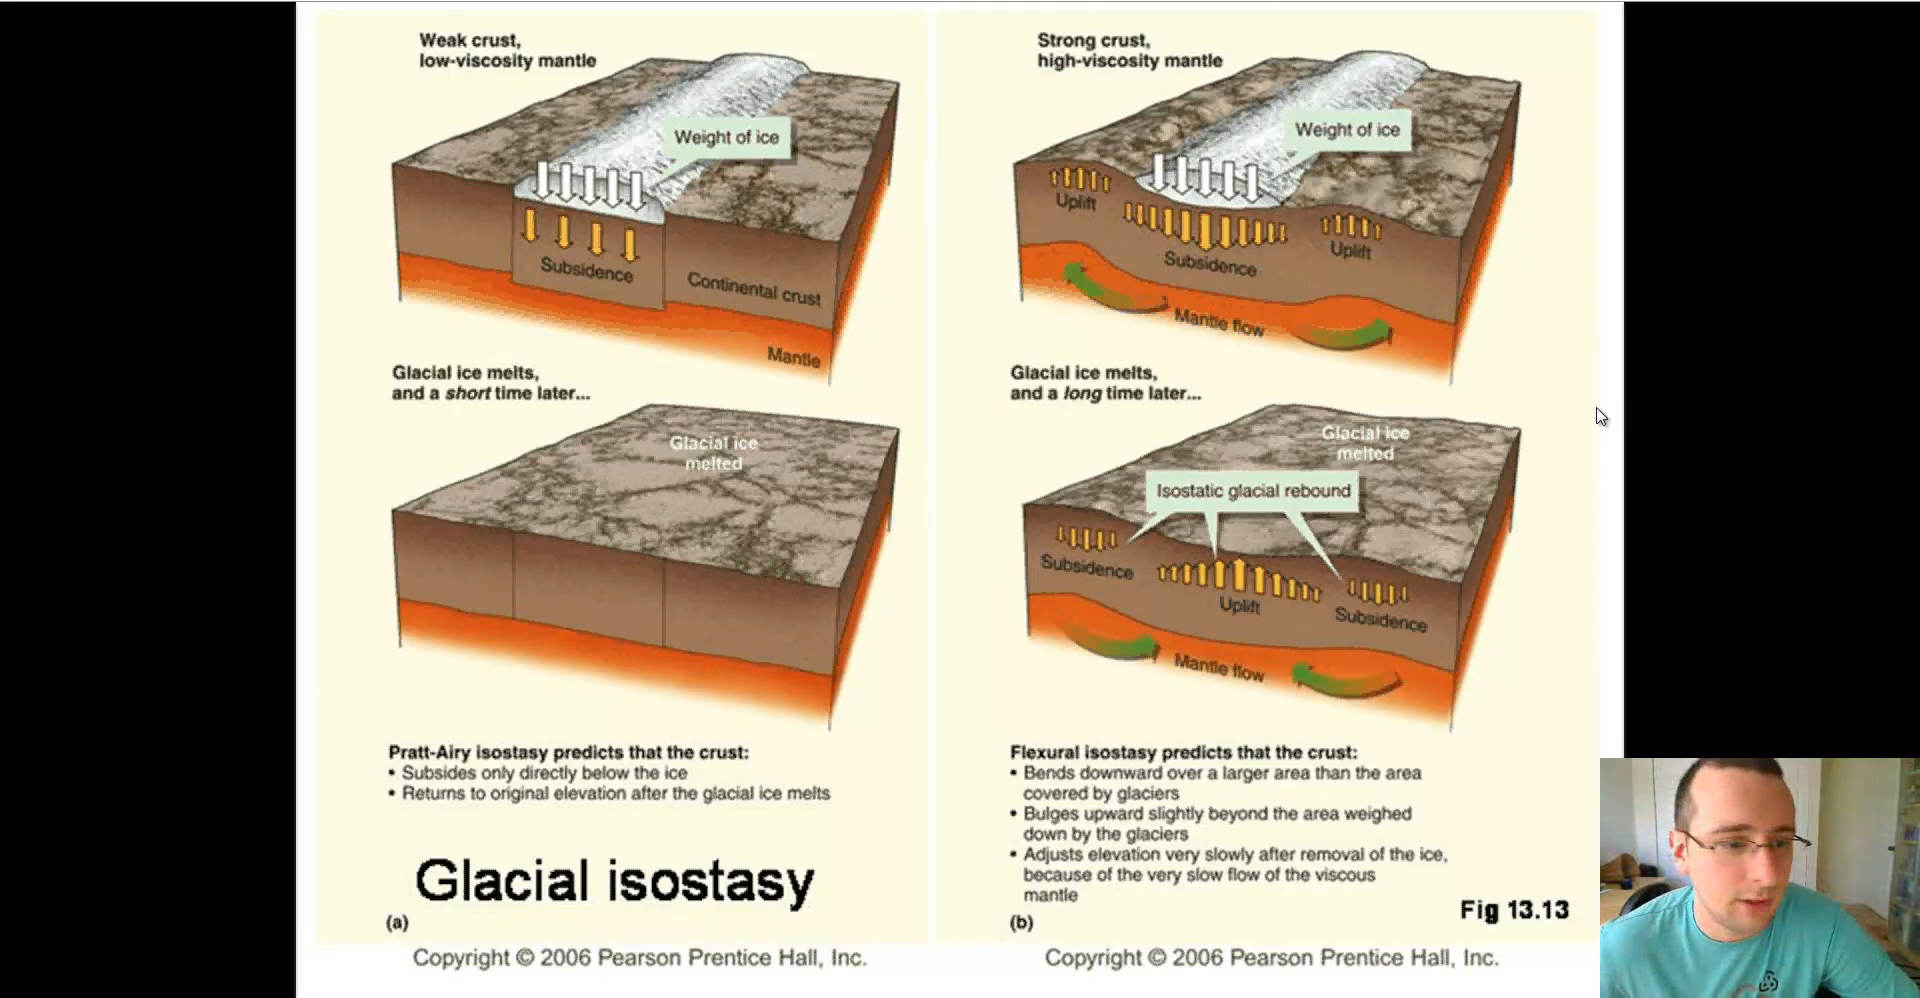 Weak crust,
low-viscosity mantle
Weight of ice
Subsidence
Continental crust
Mantle
Glacial ice melts,
and a short time later...
Glacial ice
melted
Pratt-Airy isostasy predicts that the crust:
• Subsides only directly below the ice
• Returns to original elevation after the glacial ice melts
Glacial isostasy
(a)
Copyright © 2006 Pearson Prentice Hall, Inc.
Strong crust,
high-viscosity mantle
Weight of ice
Uplift
Uplift
Subsidence
Mantle flow
Glacial ice melts,
and a long time later...
Glacial ice
melted
Isostatic glacial rebound
Subsidence
Uplift
Subsidence
Mantle flow
Flexural isostasy predicts that the crust:
• Bends downward over a larger area than the area
covered by glaciers
• Bulges upward slightly beyond the area weighed
down by the glaciers
• Adjusts elevation very slowly after removal of the ice,
because of the very slow flow of the viscous
mantle
Fig 13.13
(b)
Copyright © 2006 Pearson Prentice Hall, Inc.